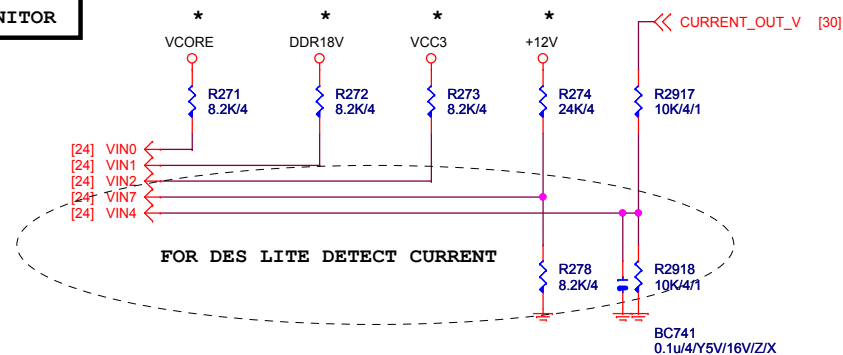 NITOR
* * * *
VCORE DDR18V VCC3 +12V
CURRENT_OUT_V [30]
R271
8.2K/4
R272
8.2K/4
R273
8.2K/4
R274
24K/4
R2917
10K/4/1
[24] VIN0
[24] VIN1
[24] VIN2
[24] VIN7
[24] VIN4
FOR DES LITE DETECT CURRENT
R278
8.2K/4
R2918
10K/4/1
BC741
0.1u/4/Y5V/16V/Z/X